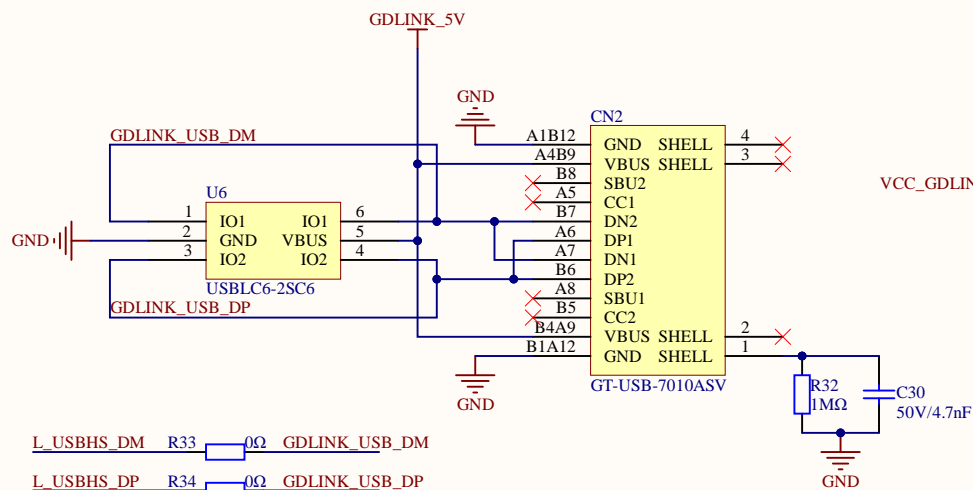 GDLINK_5V
GND
CN2
GDLINK_USB_DM
A1B12 GND SHELL 4
A4B9 VBUS SHELL 3
B8 SBU2
VCC_GDLIN
U6
A5 CC1
1 IO1 IO1 6
B7 DN2
GND 2 GND VBUS 5
A6 DP1
3 IO2 IO2 4
A7 DN1
B6 DP2
USBLC6-2SC6
A8 SBU1
GDLINK_USB_DP
B5 CC2
B4A9 VBUS SHELL 2
B1A12 GND SHELL 1
GND
GT-USB-7010ASV
R32
1MΩ
C30
50V/4.7nF
GND
L_USBHS_DM R33 0Ω GDLINK_USB_DM
L_USBHS_DP R34 0Ω GDLINK_USB_DP